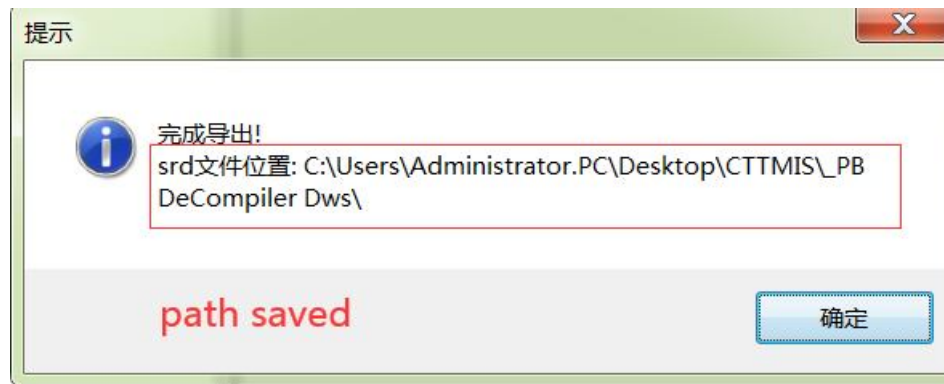 提示
完成导出!
srd文件位置: C:\Users\Administrator.PC\Desktop\CTTMIS\_PB
DeCompiler Dws\
path saved
确定